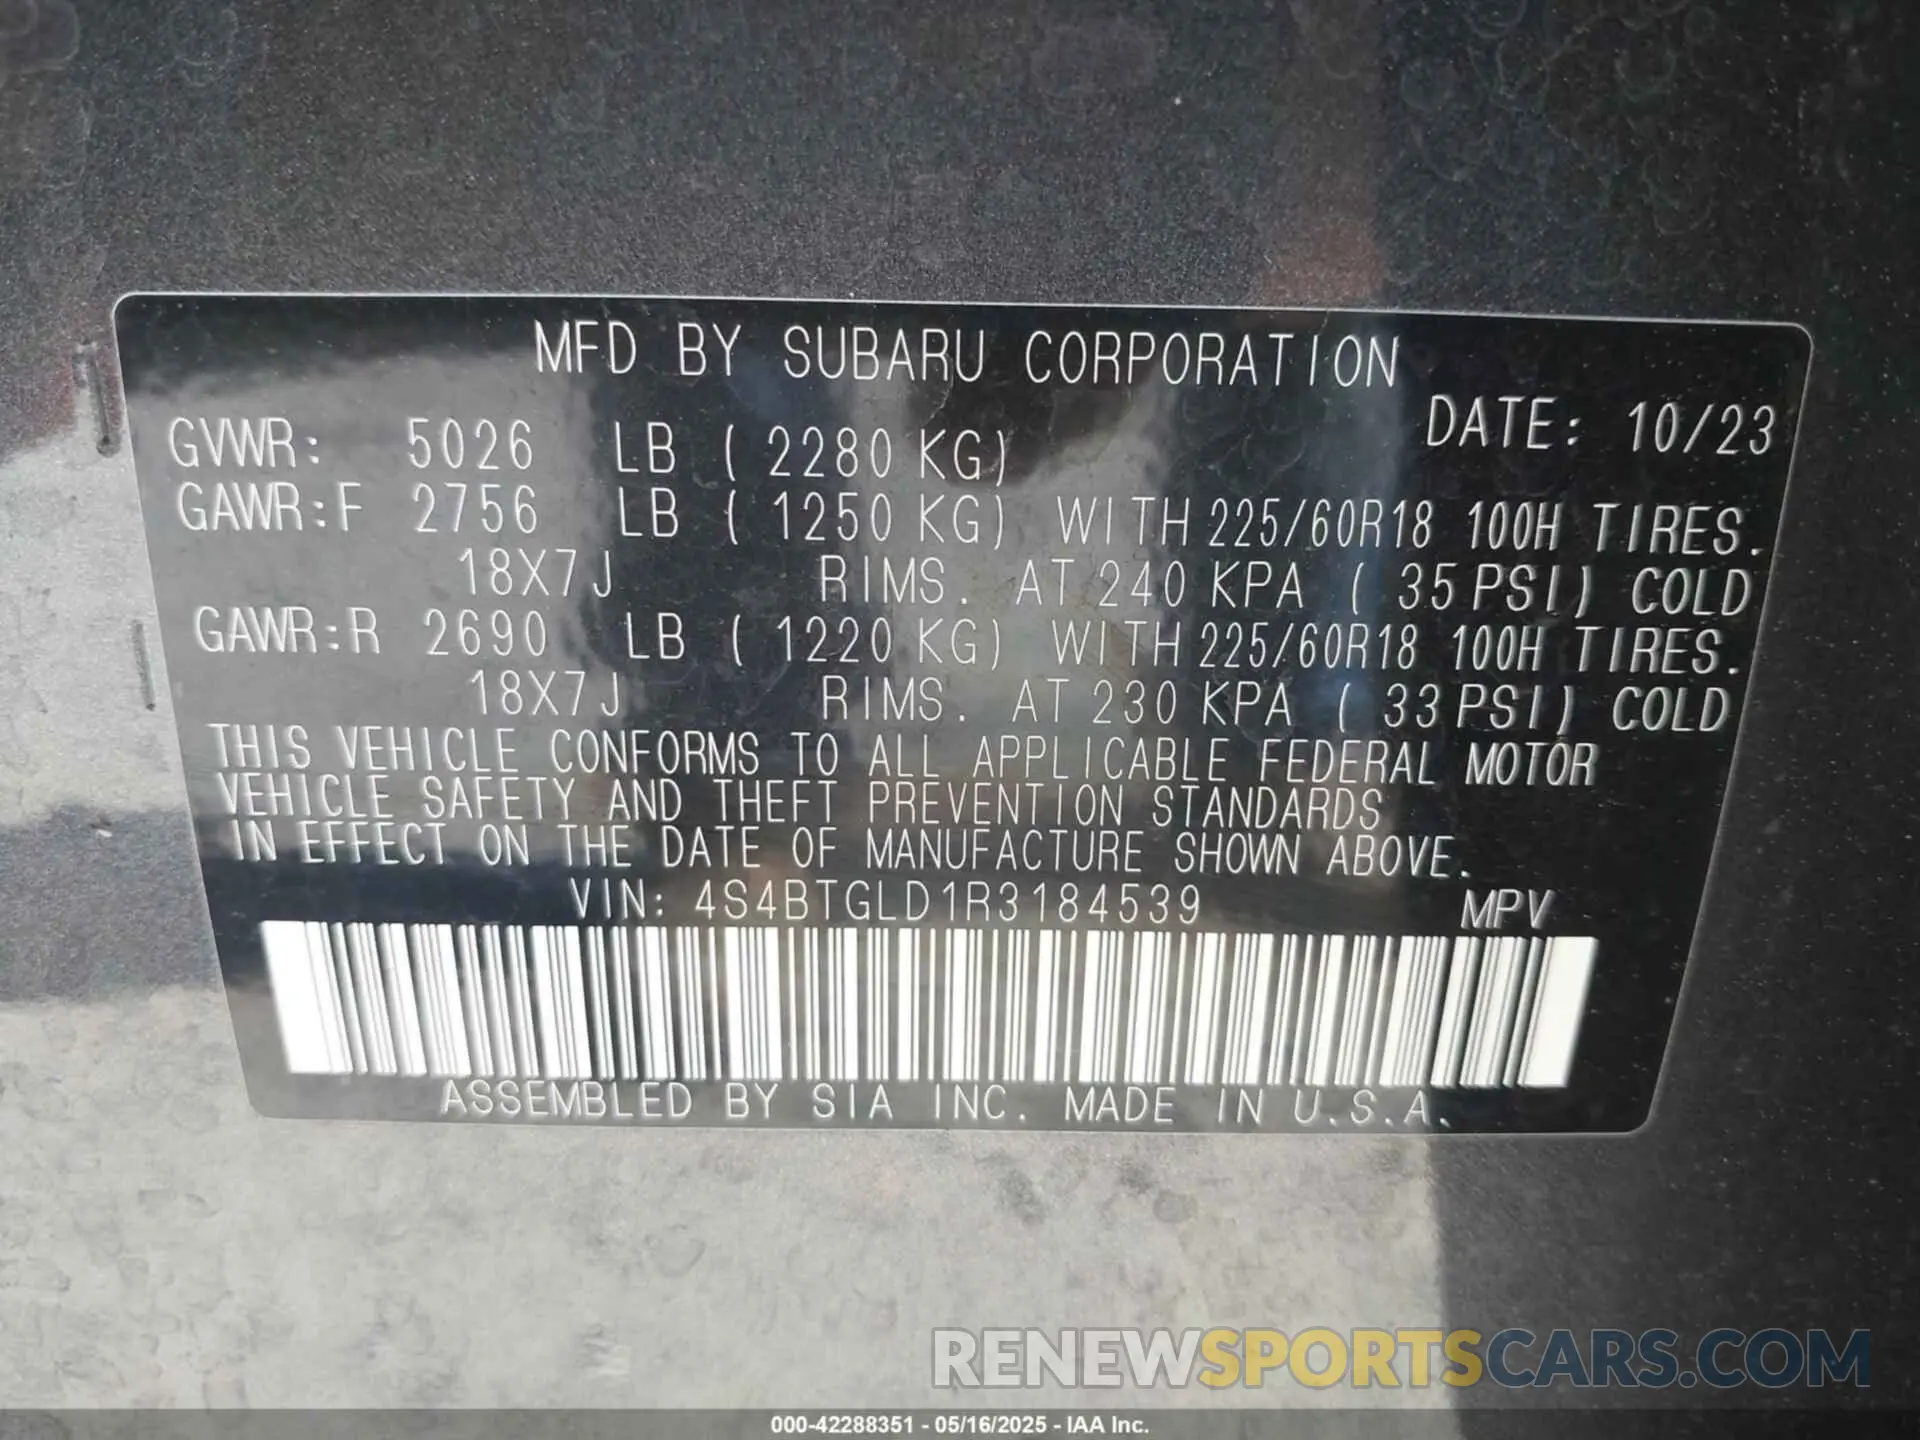 MFD BY SUBARU CORPORATION
DATE: 10/23
GVWR: 5026 LB ( 2280 KG)
GAWR:F 2756 LB ( 1250 KG) WITH 225/60R18 100H TIRES.
18X7J RIMS. AT 240 KPA ( 35 PSI) COLD
GAWR:R 2690 LB ( 1220 KG) WITH 225/60R18 100H TIRES.
18X7J RIMS. AT 230 KPA ( 33 PSI) COLD
THIS VEHICLE CONFORMS TO ALL APPLICABLE FEDERAL MOTOR
VEHICLE SAFETY AND THEFT PREVENTION STANDARDS
IN EFFECT ON THE DATE OF MANUFACTURE SHOWN ABOVE.
VIN: 4S4BTGLD1R3184539 MPV
ASSEMBLED BY SIA INC. MADE IN U.S.A.
RENEWSPORTSCARS.COM
000-42288351 - 05/16/2025 - IAA Inc.